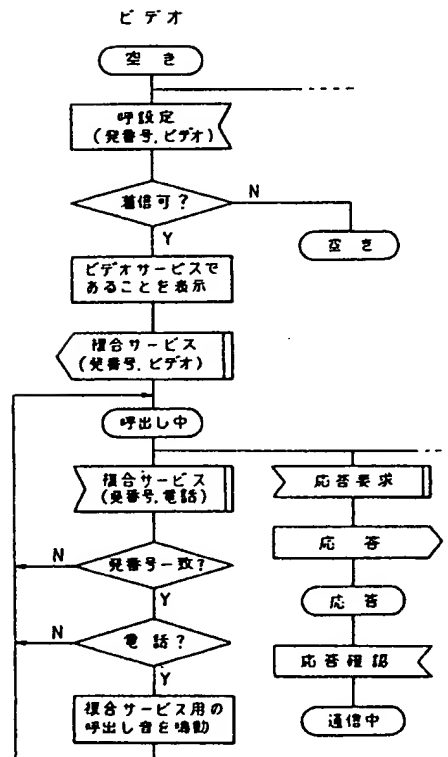 ビデオ
空き
呼設定
(発番号,ビデオ)
着信可?
N
Y
空き
ビデオサービスで
あることを表示
複合サービス
(発番号,ビデオ)
呼出し中
複合サービス
(発番号,電話)
応答要求
発番号一致?
N
Y
応答
応答
電話?
N
Y
応答確認
複合サービス用の
呼出し音を鳴動
通信中